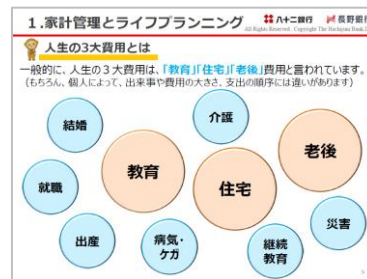 1.家計管理とライフプランニング
八十二銀行 長野銀行
All Rights Reserved. Copyright The Hachijuni Bank,
人生の3大費用とは
一般的に、人生の3大費用は、「教育」「住宅」「老後」費用と言われています。
(もちろん、個人によって、出来事や費用の大きさ、支出の順序には違いがあります)
結婚
介護
教育
住宅
老後
就職
出産
病気・
ケガ
継続
教育
災害